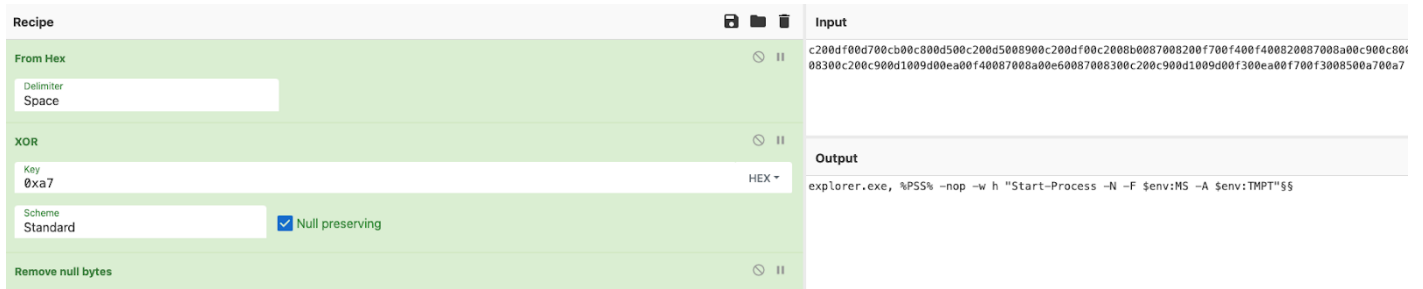 Recipe
From Hex
Delimiter
Space
XOR
Key
0xa7
HEX
Scheme
Standard
Null preserving
Remove null bytes
Input
c200df00d700cb00c800d500c200d5008900c200df00c2008b0087008200f700f400f400820087008a00c900c800
08300c200c900d1009d00ea00f40087008a00e60087008300c200c900d1009d00f300ea00f700f3008500a700a7
Output
explorer.exe, %PSS% -nop -w h "Start-Process -N -F $env:MS -A $env:TMPT"§§